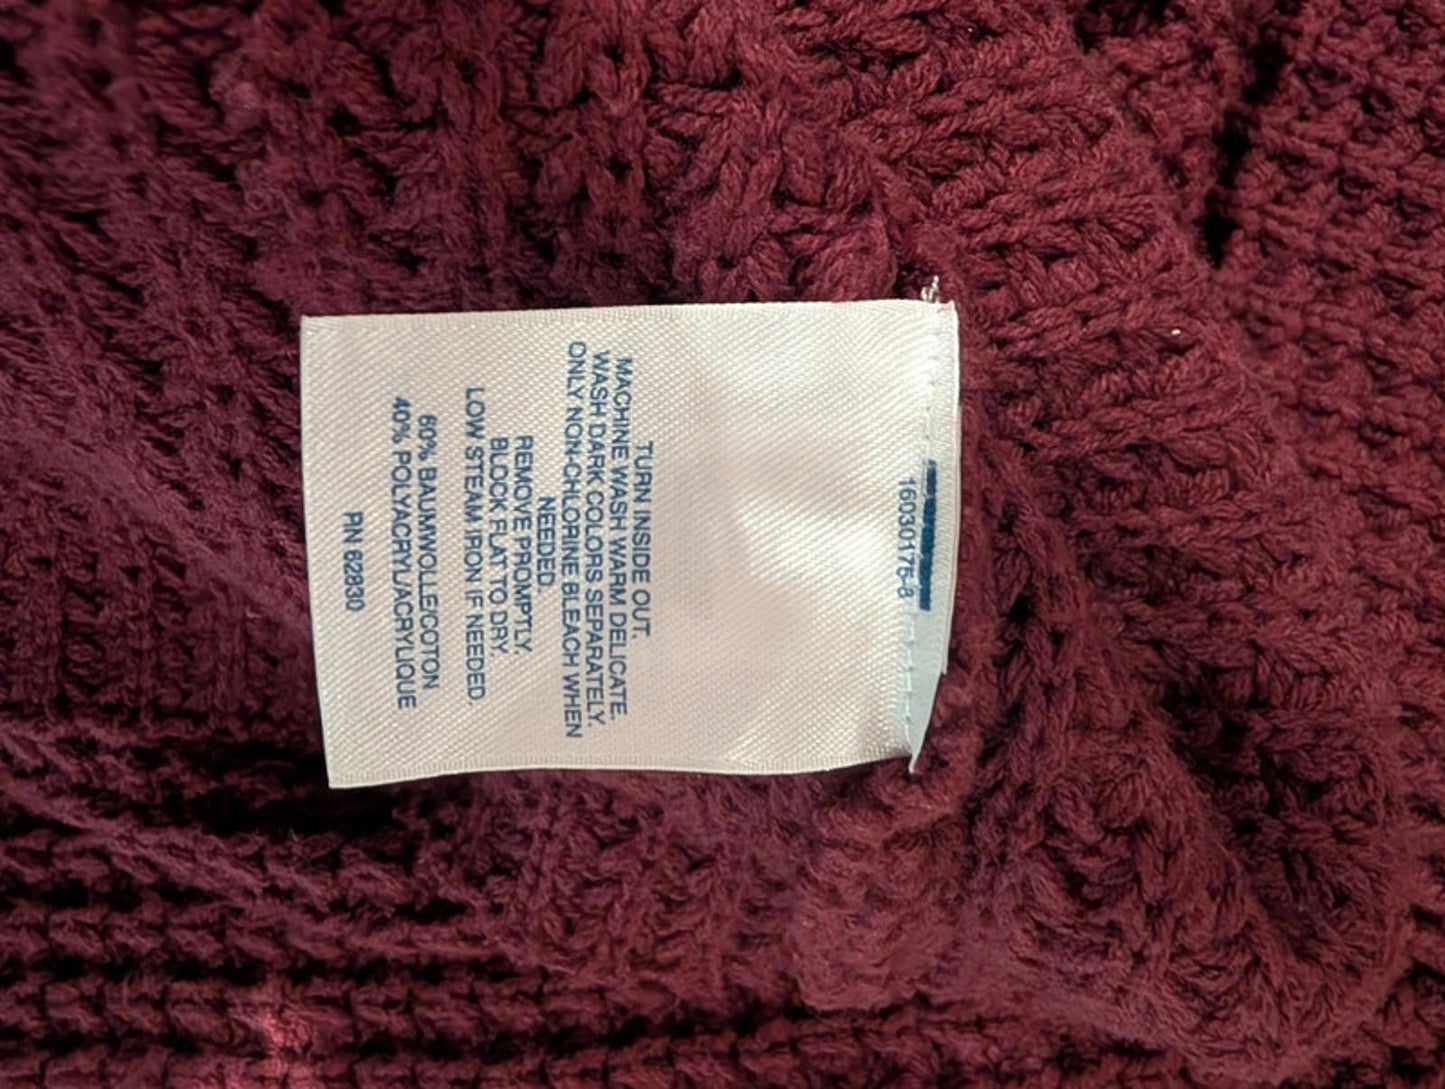 16030176-8
TURN INSIDE OUT.
MACHINE WASH WARM DELICATE.
WASH DARK COLORS SEPARATELY.
ONLY NON-CHLORINE BLEACH WHEN
NEEDED.
REMOVE PROMPTLY.
BLOCK FLAT TO DRY.
LOW STEAM IRON IF NEEDED.
60% BAUMWOLLE/COTON
40% POLYACRYL/ACRYLIQUE
RN 62830